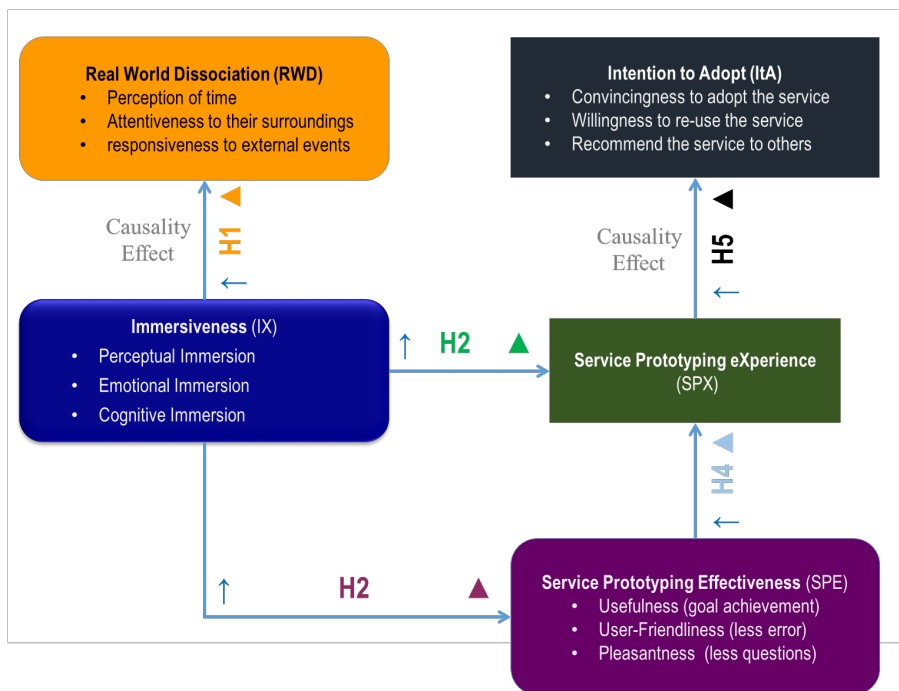 Real World Dissociation (RWD)
• Perception of time
• Attentiveness to their surroundings
• responsiveness to external events
Intention to Adopt (ItA)
• Convincingness to adopt the service
• Willingness to re-use the service
• Recommend the service to others
Causality
Effect
H1 ▲
↑
Causality
Effect
H5 ▲
↑
Immersiveness (IX)
• Perceptual Immersion
• Emotional Immersion
• Cognitive Immersion
↑ H2 ▲
Service Prototyping eXperience
(SPX)
H4 ▲
↑
↑ H2 ▲
Service Prototyping Effectiveness (SPE)
• Usefulness (goal achievement)
• User-Friendliness (less error)
• Pleasantness (less questions)